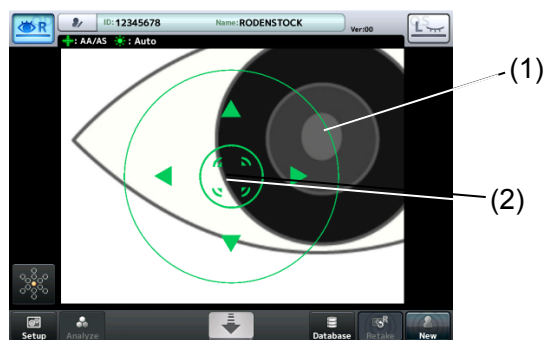 R ID: 12345678 Name: RODENSTOCK Ver:00 L
: AA/AS : Auto
(1)
(2)
R
Setup Analyze Database Retake New